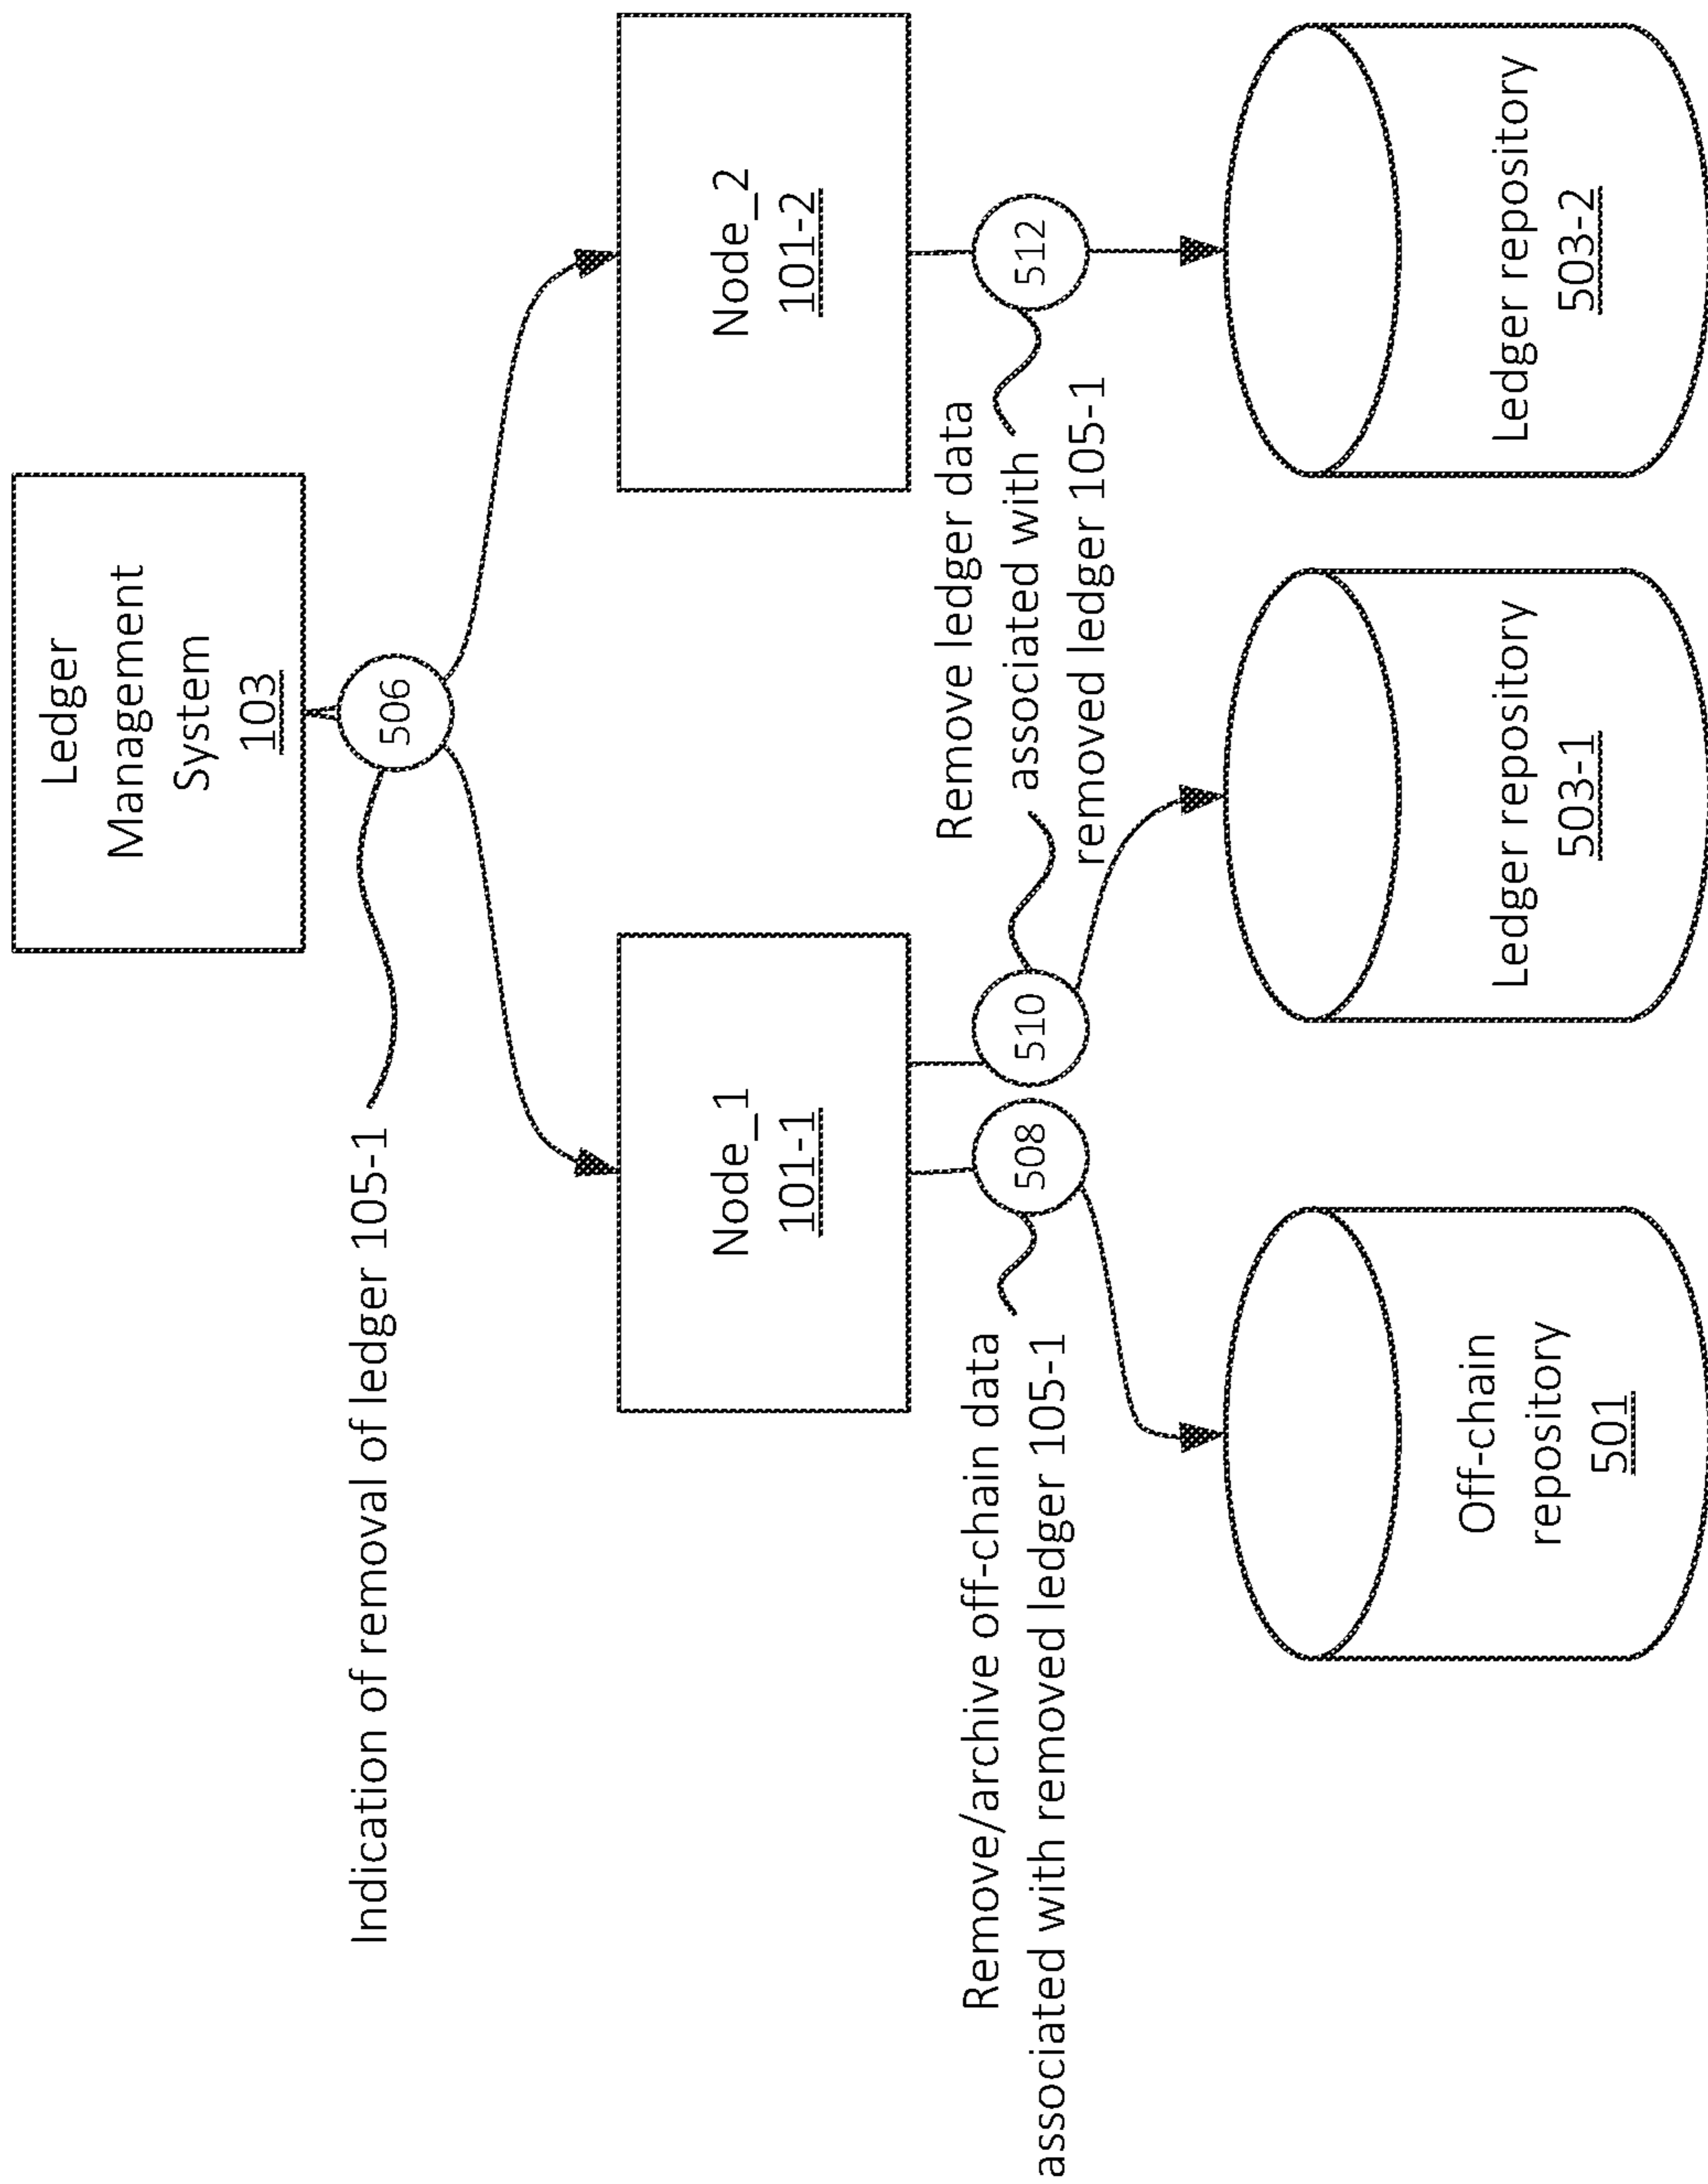 Ledger
Management
System
103
506
Indication of removal of ledger 105-1
Node_1
101-1
Node_2
101-2
Remove/archive off-chain data
associated with removed ledger 105-1
508
510
Remove ledger data
associated with
removed ledger 105-1
512
Off-chain
repository
501
Ledger repository
503-1
Ledger repository
503-2